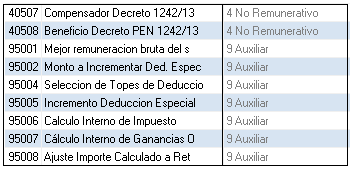 40507 Compensador Decreto 1242/13 4 No Remunerativo
40508 Beneficio Decreto PEN 1242/13 4 No Remunerativo
95001 Mejor remuneracion bruta del s 9 Auxiliar
95002 Monto a Incrementar Ded. Espec 9 Auxiliar
95004 Seleccion de Topes de Deduccio 9 Auxiliar
95005 Incremento Deduccion Especial 9 Auxiliar
95006 Calculo Interno de Impuesto 9 Auxiliar
95007 Cálculo Interno de Ganancias O 9 Auxiliar
95008 Ajuste Importe Calculado a Ret 9 Auxiliar